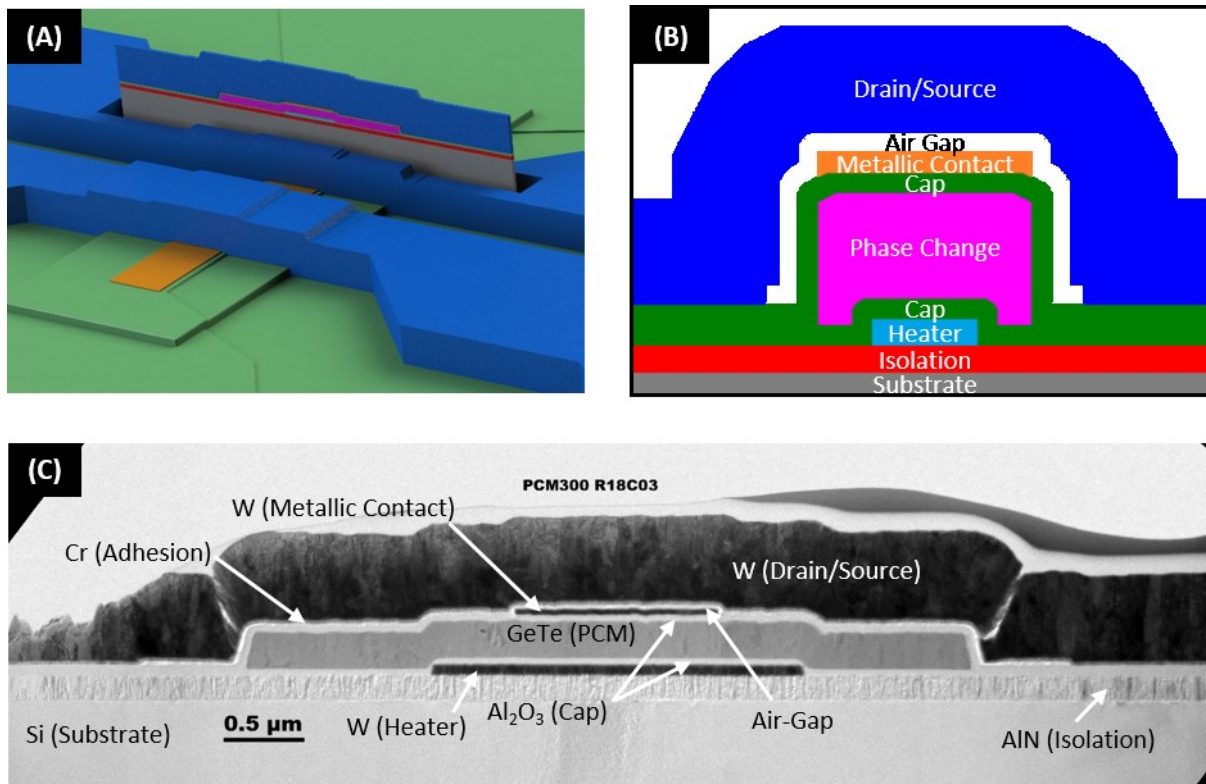 (A)
(B)
Drain/Source
Air Gap
Metallic Contact
Cap
Phase Change
Cap
Heater
Isolation
Substrate
(C)
PCM300 R18C03
W (Metallic Contact)
Cr (Adhesion)
W (Drain/Source)
GeTe (PCM)
Si (Substrate)
0.5 µm
W (Heater)
Al₂O₃ (Cap)
Air-Gap
AlN (Isolation)